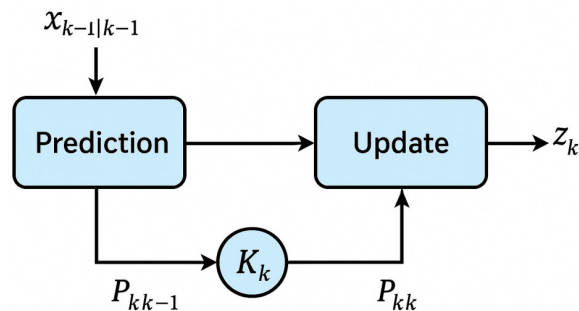 x_{k-1|k-1}
Prediction
Update
z_k
K_k
P_{kk-1}
P_{kk}